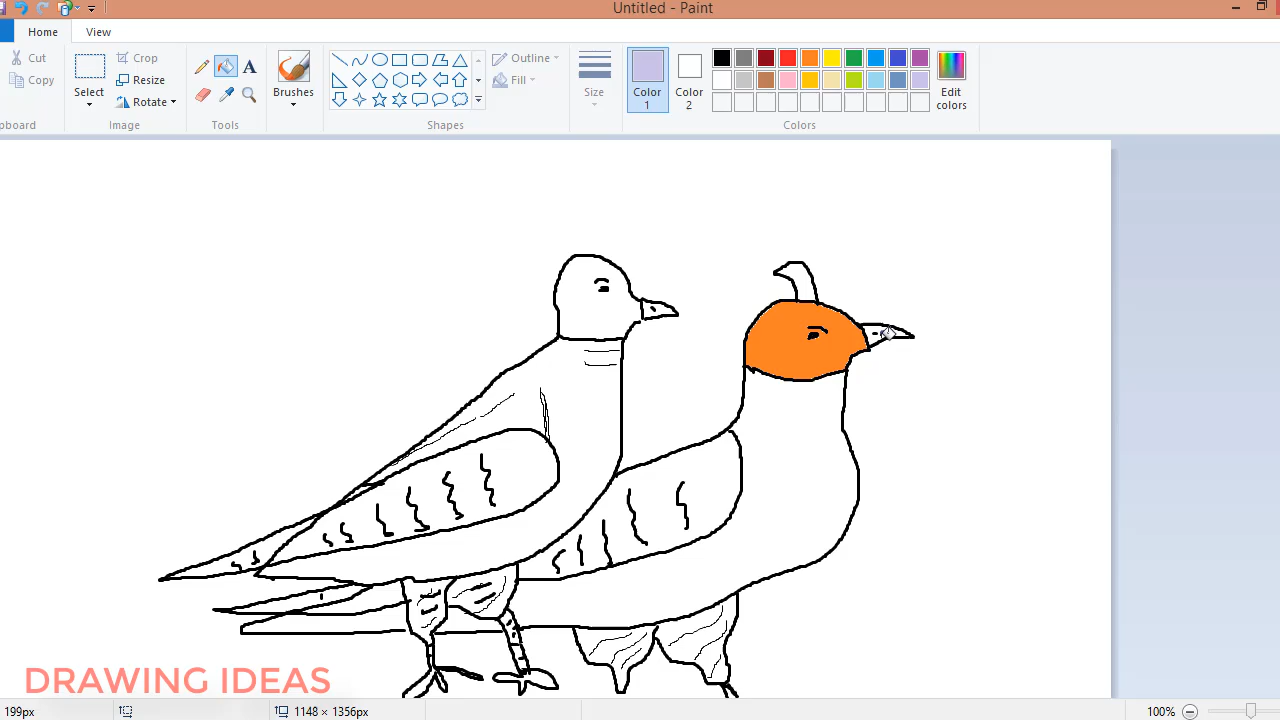 Untitled - Paint
Home View
Cut
Copy
pboard
Select
Crop
Resize
Rotate
Image
A
Tools
Brushes
Outline
Fill
Shapes
Size
Color 1
Color 2
Edit colors
Colors
DRAWING IDEAS
199px
1148 × 1356px
100%